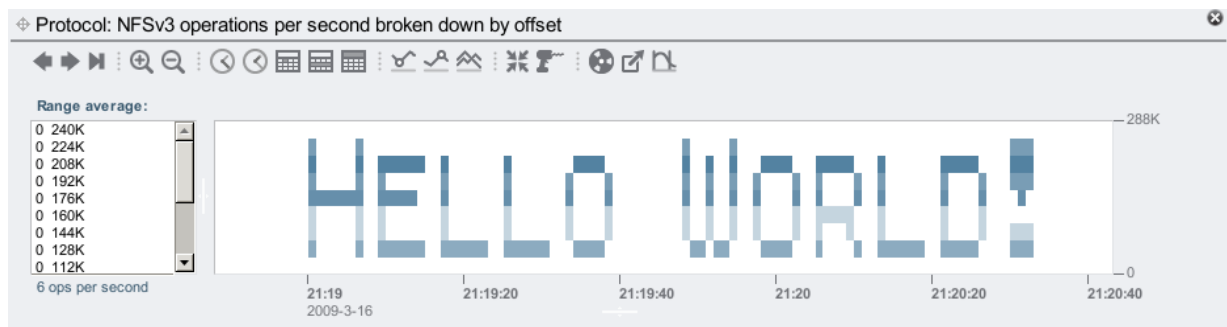 Protocol: NFSv3 operations per second broken down by offset
Range average:
0 240K
0 224K
0 208K
0 192K
0 176K
0 160K
0 144K
0 128K
0 112K
6 ops per second
288K
HELLO WORLD!
0
21:19 21:19:20 21:19:40 21:20 21:20:20 21:20:40
2009-3-16